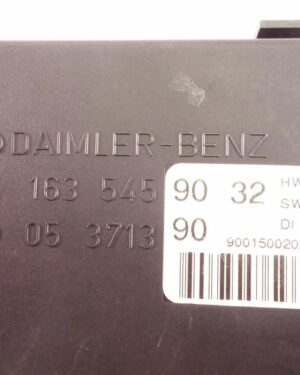 DAIMLER-BENZ
163 545 90 32
05 3713 90
HW
SW
DI
900150020